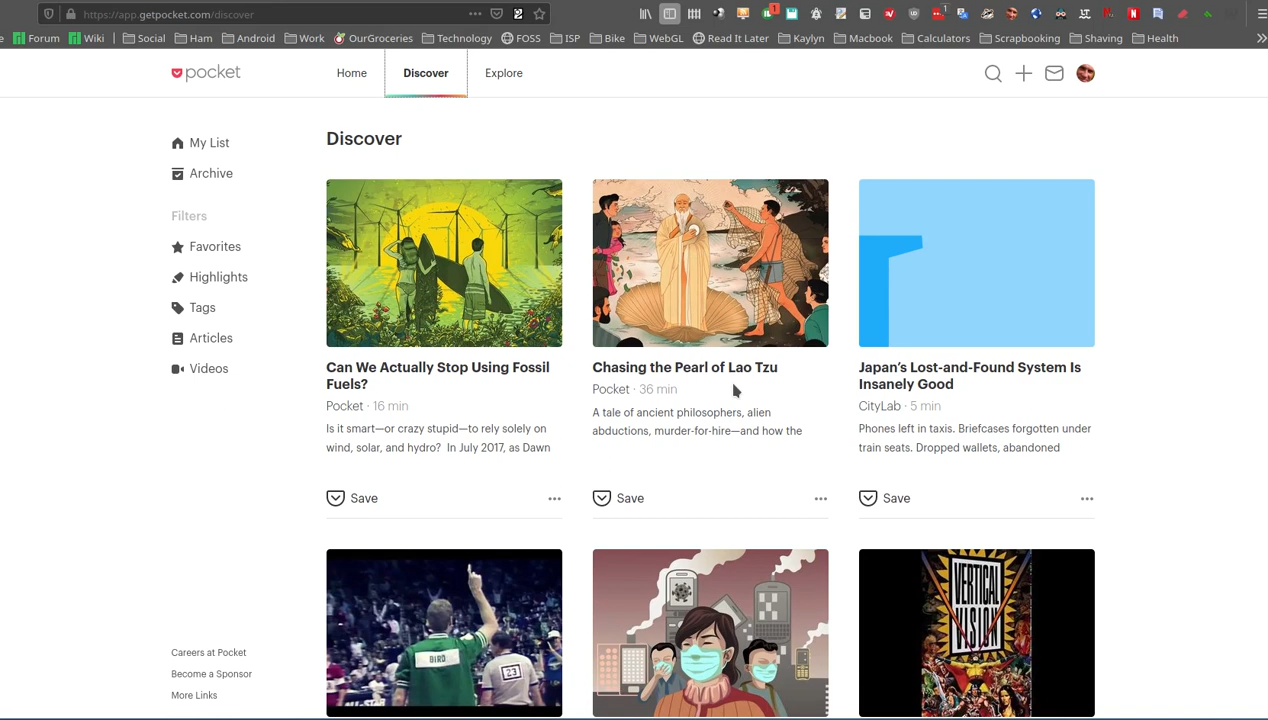 https://app.getpocket.com/discover
1
1
Forum
Wiki
Social
Ham
Android
Work
OurGroceries
Technology
FOSS
ISP
Bike
WebGL
Read It Later
Kaylyn
Macbook
Calculators
Scrapbooking
Shaving
Health
pocket
Home
Discover
Explore
My List
Archive
Filters
Favorites
Highlights
Tags
Articles
Videos
Careers at Pocket
Become a Sponsor
More Links
Discover
Can We Actually Stop Using Fossil
Fuels?
Pocket · 16 min
Is it smart—or crazy stupid—to rely solely on
wind, solar, and hydro? In July 2017, as Dawn
Save
Chasing the Pearl of Lao Tzu
Pocket · 36 min
A tale of ancient philosophers, alien
abductions, murder-for-hire—and how the
Save
Japan's Lost-and-Found System Is
Insanely Good
CityLab · 5 min
Phones left in taxis. Briefcases forgotten under
train seats. Dropped wallets, abandoned
Save
BIRD
23
VERTICAL
VISION